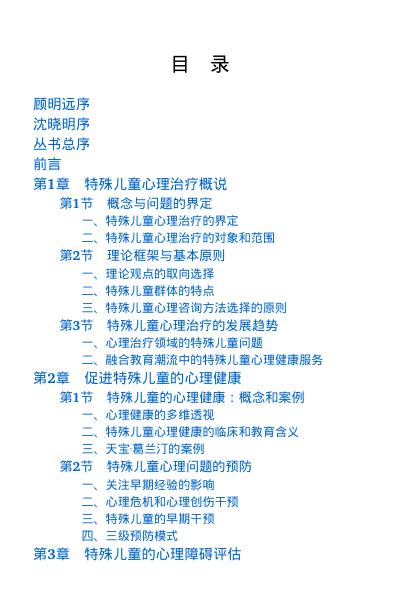 目 录
顾明远序
沈晓明序
丛书总序
前言
第1章 特殊儿童心理治疗概说
第1节 概念与问题的界定
一、特殊儿童心理治疗的界定
二、特殊儿童心理治疗的对象和范围
第2节 理论框架与基本原则
一、理论观点的取向选择
二、特殊儿童群体的特点
三、特殊儿童心理咨询方法选择的原则
第3节 特殊儿童心理治疗的发展趋势
一、心理治疗领域的特殊儿童问题
二、融合教育潮流中的特殊儿童心理健康服务
第2章 促进特殊儿童的心理健康
第1节 特殊儿童的心理健康：概念和案例
一、心理健康的多维透视
二、特殊儿童心理健康的临床和教育含义
三、天宝·葛兰汀的案例
第2节 特殊儿童心理问题的预防
一、关注早期经验的影响
二、心理危机和心理创伤干预
三、特殊儿童的早期干预
四、三级预防模式
第3章 特殊儿童的心理障碍评估